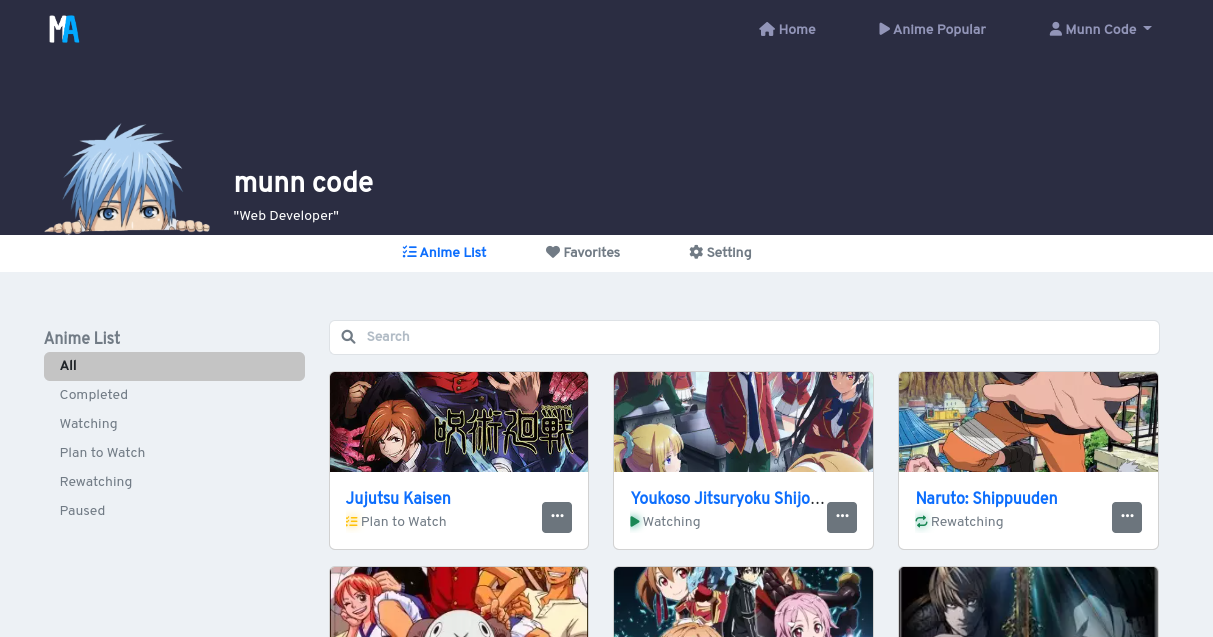 MA
Home
Anime Popular
Munn Code
munn code
"Web Developer"
Anime List
Favorites
Setting
Anime List
All
Completed
Watching
Plan to Watch
Rewatching
Paused
Search
呪術廻戦
Jujutsu Kaisen
Plan to Watch
Youkoso Jitsuryoku Shijo...
Watching
Naruto: Shippuuden
Rewatching